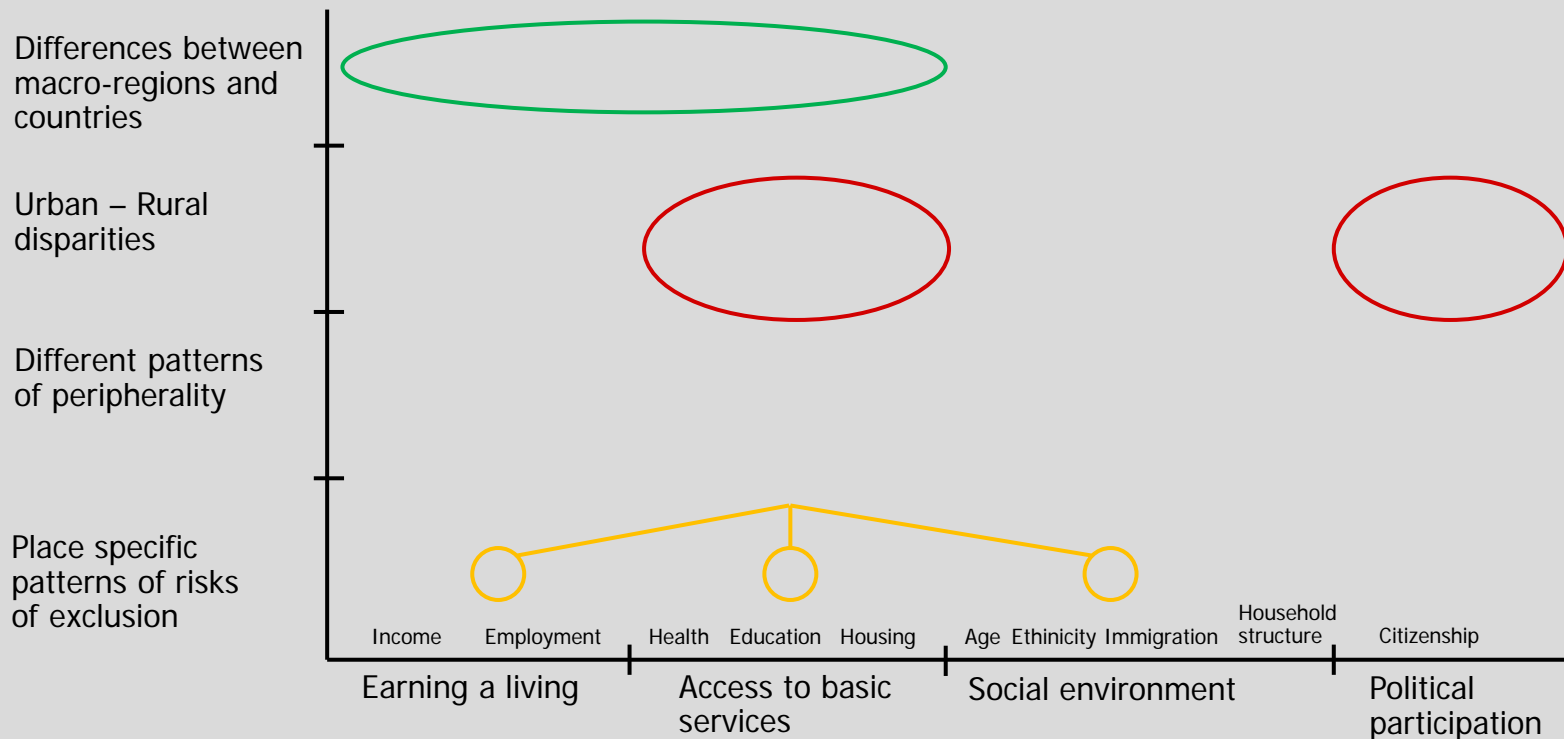 Differences between
macro-regions and
countries
Urban – Rural
disparities
Different patterns
of peripherality
Place specific
patterns of risks
of exclusion
Income Employment Health Education Housing Age Ethinicity Immigration Household
structure Citizenship
Earning a living
Access to basic
services
Social environment
Political
participation